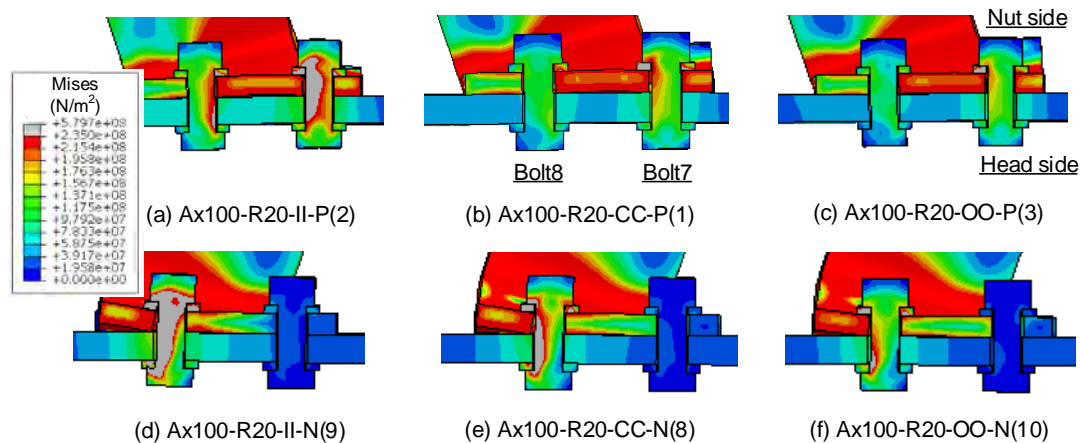 Nut side
Mises
(N/m²)
+5.797e+08
+2.350e+08
+2.154e+08
+1.958e+08
+1.763e+08
+1.567e+08
+1.371e+08
+1.175e+08
+9.792e+07
+7.833e+07
+5.875e+07
+3.917e+07
+1.958e+07
+0.000e+00
Bolt8
Bolt7
Head side
(a) Ax100-R20-II-P(2)
(b) Ax100-R20-CC-P(1)
(c) Ax100-R20-OO-P(3)
(d) Ax100-R20-II-N(9)
(e) Ax100-R20-CC-N(8)
(f) Ax100-R20-OO-N(10)